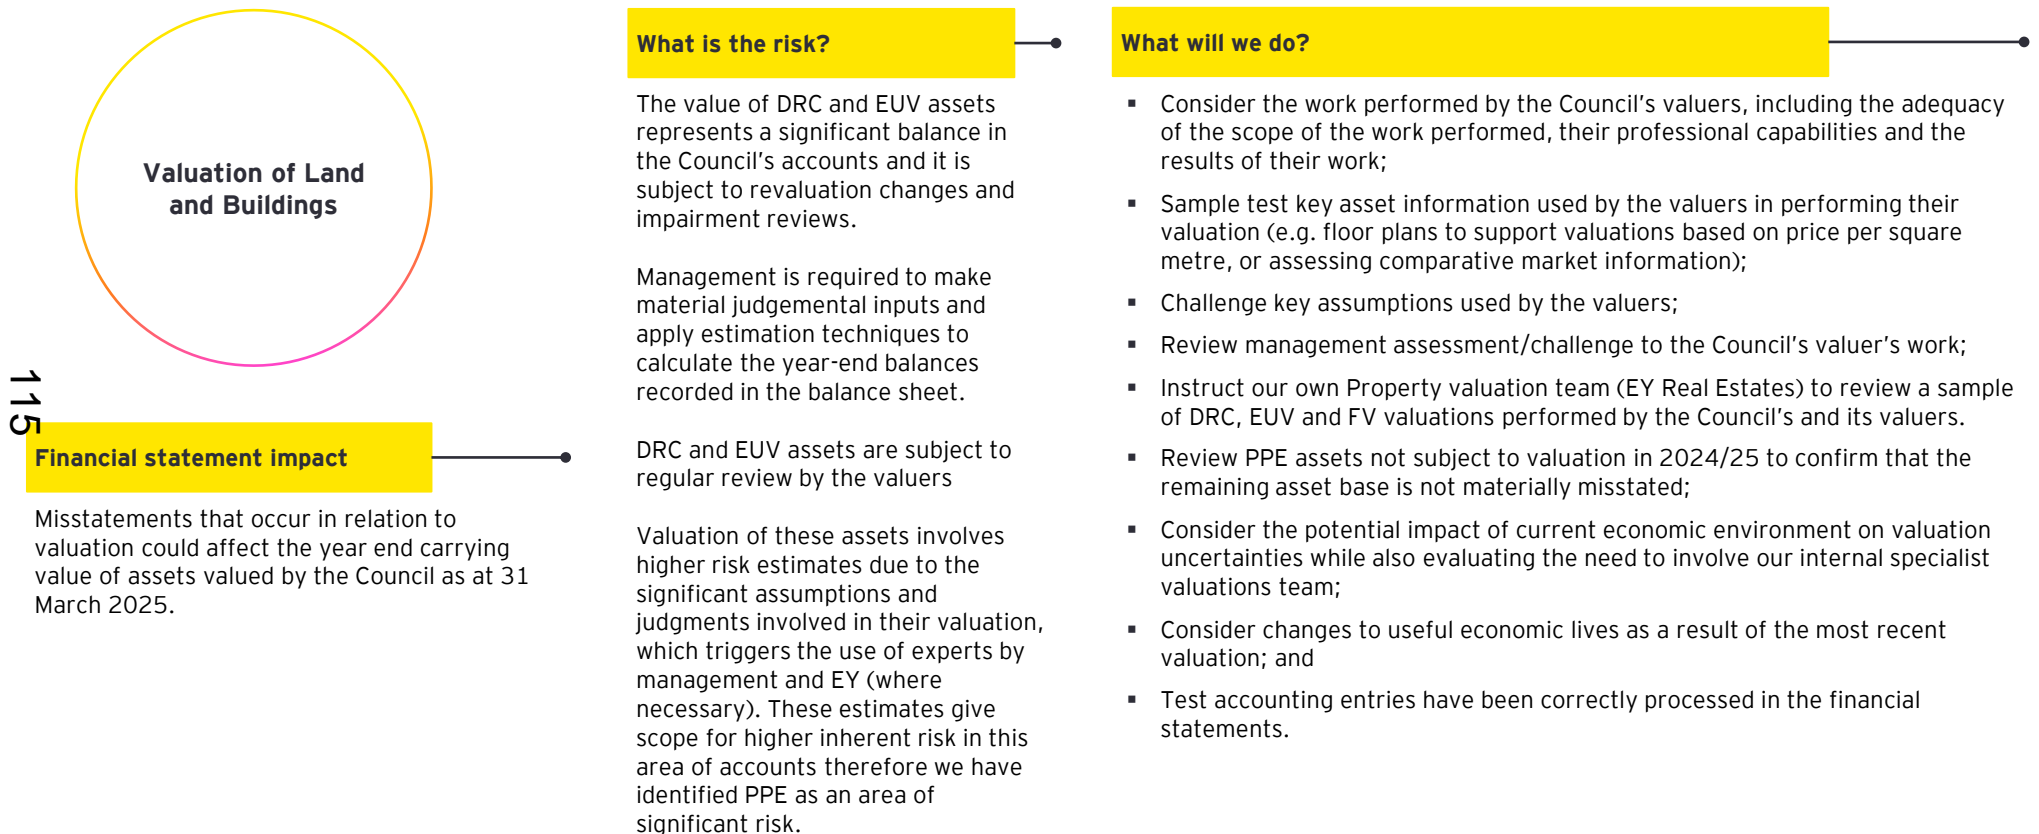 Valuation of Land
and Buildings
115
Financial statement impact
Misstatements that occur in relation to
valuation could affect the year end carrying
value of assets valued by the Council as at 31
March 2025.
What is the risk?
The value of DRC and EUV assets
represents a significant balance in
the Council’s accounts and it is
subject to revaluation changes and
impairment reviews.
Management is required to make
material judgemental inputs and
apply estimation techniques to
calculate the year-end balances
recorded in the balance sheet.
DRC and EUV assets are subject to
regular review by the valuers
Valuation of these assets involves
higher risk estimates due to the
significant assumptions and
judgments involved in their valuation,
which triggers the use of experts by
management and EY (where
necessary). These estimates give
scope for higher inherent risk in this
area of accounts therefore we have
identified PPE as an area of
significant risk.
What will we do?
▪ Consider the work performed by the Council’s valuers, including the adequacy
of the scope of the work performed, their professional capabilities and the
results of their work;
▪ Sample test key asset information used by the valuers in performing their
valuation (e.g. floor plans to support valuations based on price per square
metre, or assessing comparative market information);
▪ Challenge key assumptions used by the valuers;
▪ Review management assessment/challenge to the Council’s valuer’s work;
▪ Instruct our own Property valuation team (EY Real Estates) to review a sample
of DRC, EUV and FV valuations performed by the Council’s and its valuers.
▪ Review PPE assets not subject to valuation in 2024/25 to confirm that the
remaining asset base is not materially misstated;
▪ Consider the potential impact of current economic environment on valuation
uncertainties while also evaluating the need to involve our internal specialist
valuations team;
▪ Consider changes to useful economic lives as a result of the most recent
valuation; and
▪ Test accounting entries have been correctly processed in the financial
statements.